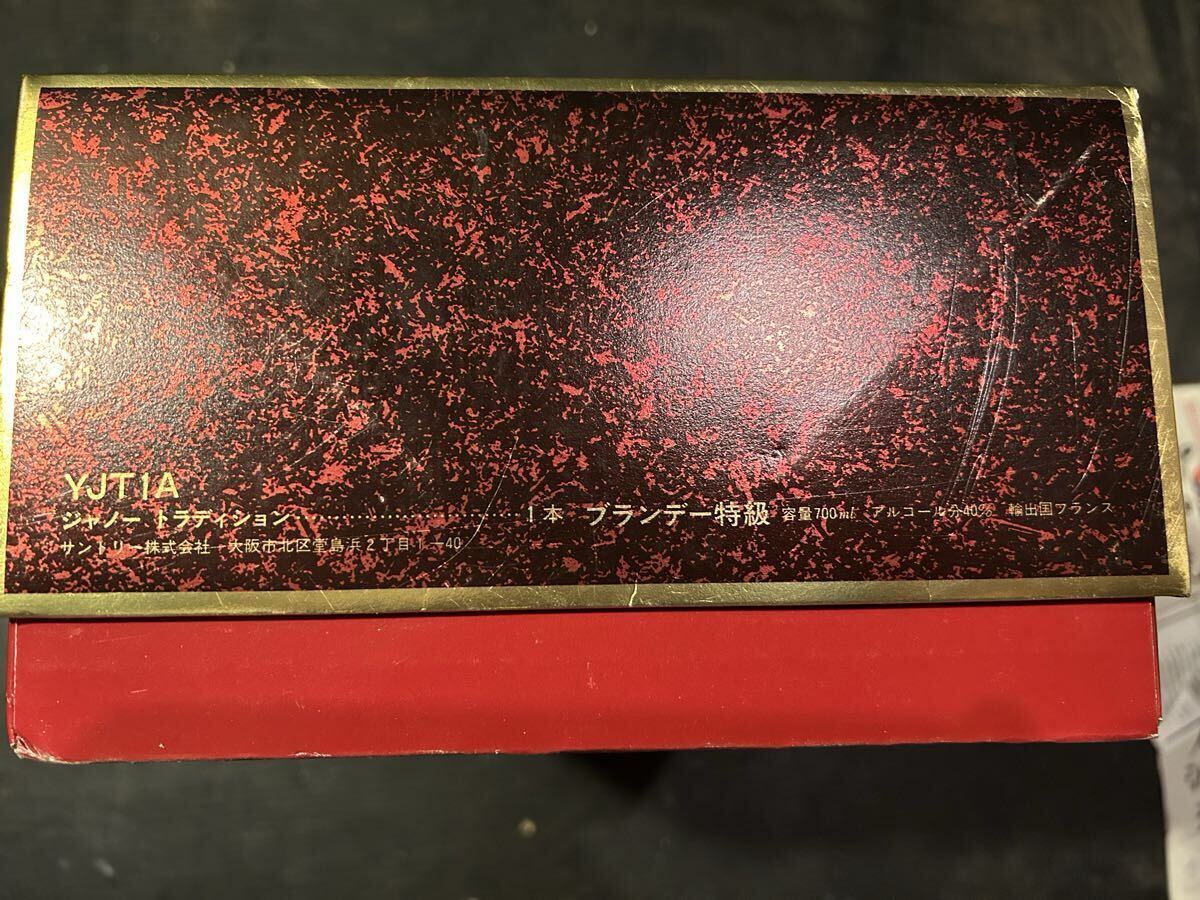 YJT1A
ジャノー トラディション……………………1本 ブランデー特級 容量700ml アルコール分40% 輸出国フランス
サントリー株式会社 大阪市北区堂島浜2丁目1−40